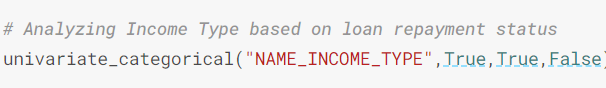 # Analyzing Income Type based on loan repayment status
univariate_categorical("NAME_INCOME_TYPE",True,True,False)